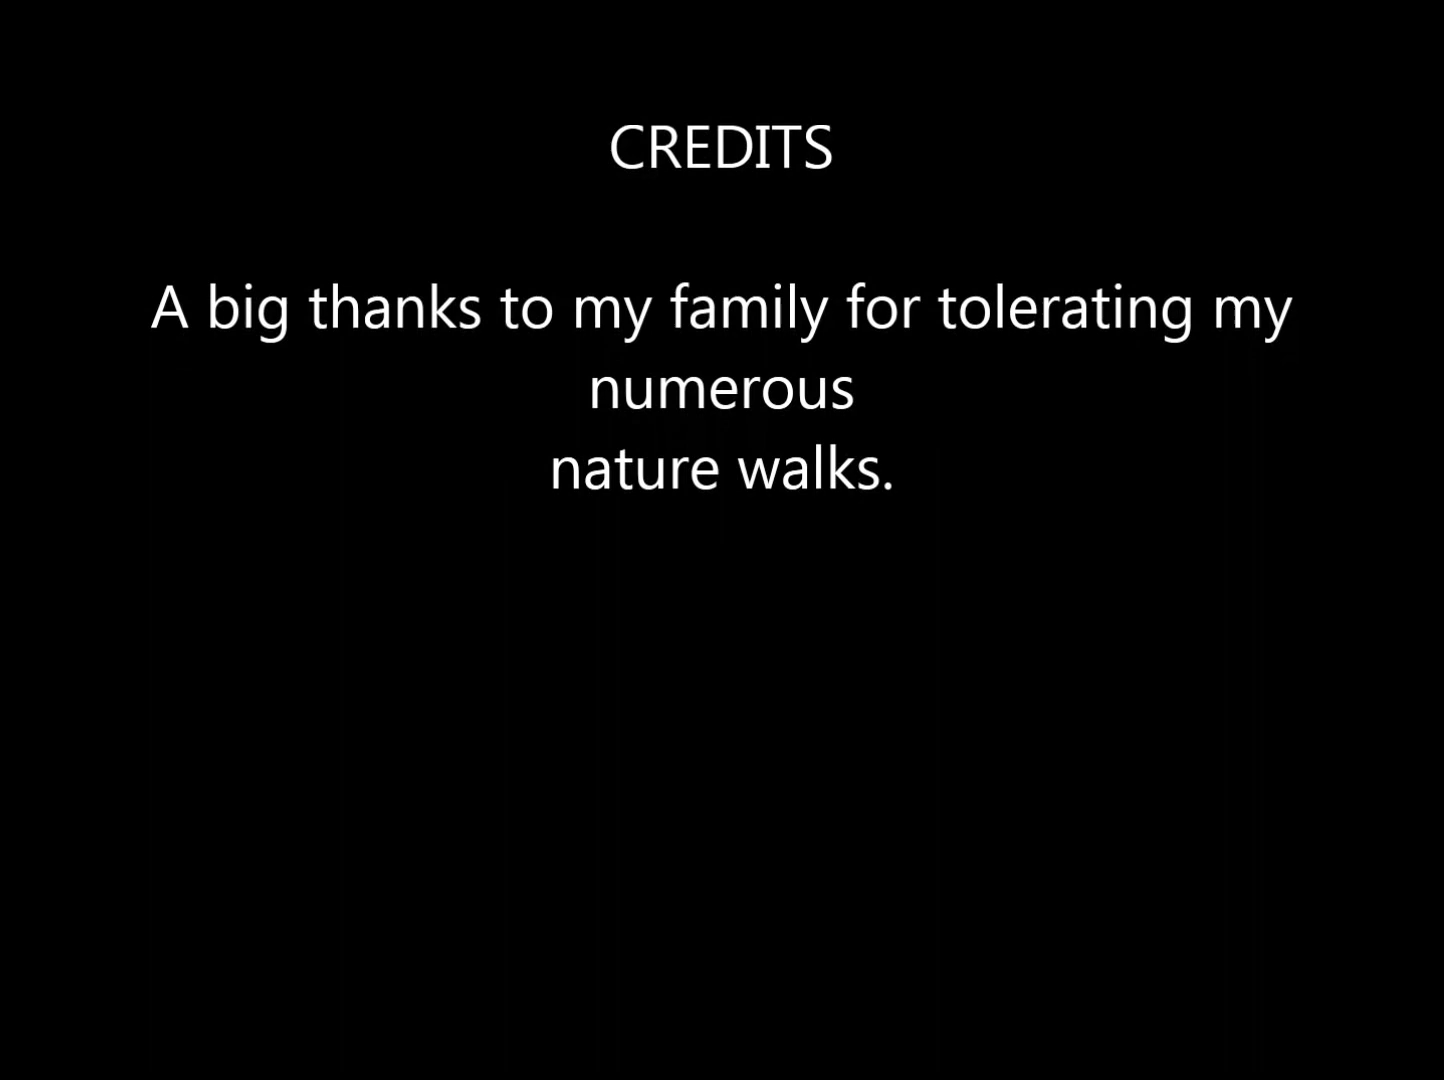 CREDITS
A big thanks to my family for tolerating my
numerous
nature walks.